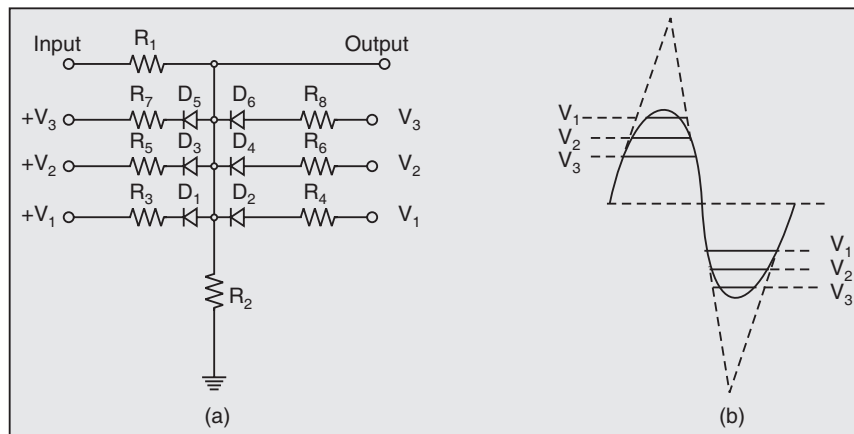 Input R₁ Output
+V₃ R₇ D₅ D₆ R₈ V₃
+V₂ R₅ D₃ D₄ R₆ V₂
+V₁ R₃ D₁ D₂ R₄ V₁
R₂
(a)
V₁
V₂
V₃
V₁
V₂
V₃
(b)